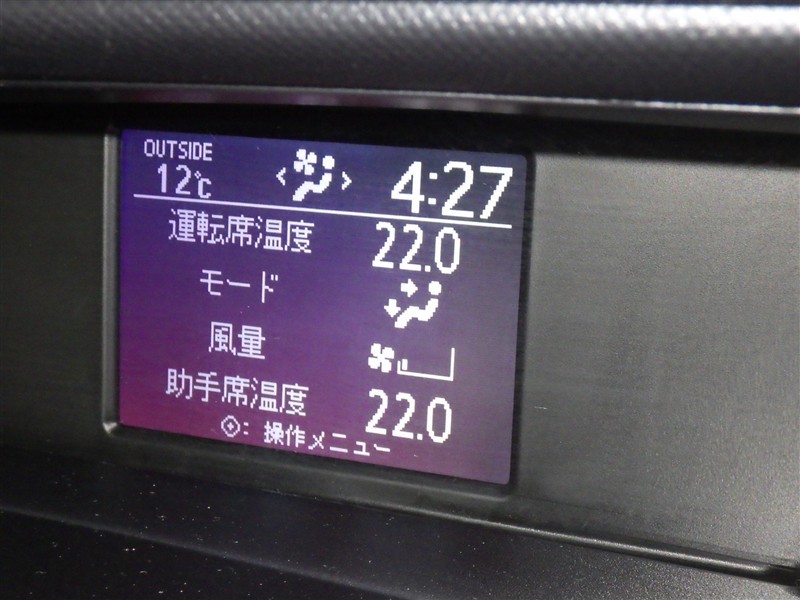 OUTSIDE
12℃ 4:27
運転席温度 22.0
モード
風量
助手席温度 22.0
: 操作メニュー